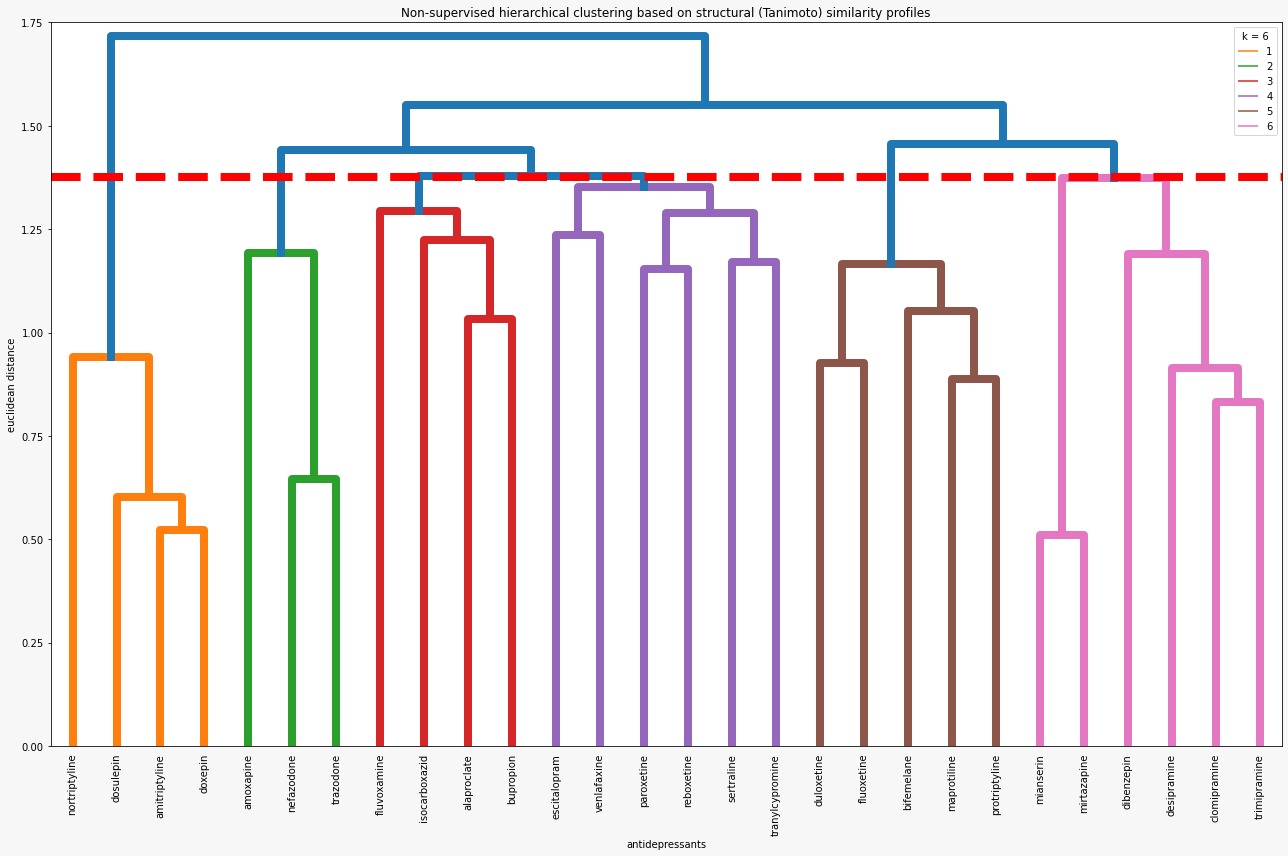 Non-supervised hierarchical clustering based on structural (Tanimoto) similarity profiles
k = 6
1
2
3
4
5
6
1.75
1.50
1.25
1.00
0.75
0.50
0.25
0.00
euclidean distance
nortriptyline
dosulepin
amitriptyline
doxepin
amoxapine
nefazodone
trazodone
fluvoxamine
isocarboxazid
alaproclate
bupropion
escitalopram
venlafaxine
paroxetine
reboxetine
sertraline
tranylcypromine
duloxetine
fluoxetine
bifemelane
maprotiline
protriptyline
mianserin
mirtazapine
dibenzepin
desipramine
clomipramine
trimipramine
antidepressants